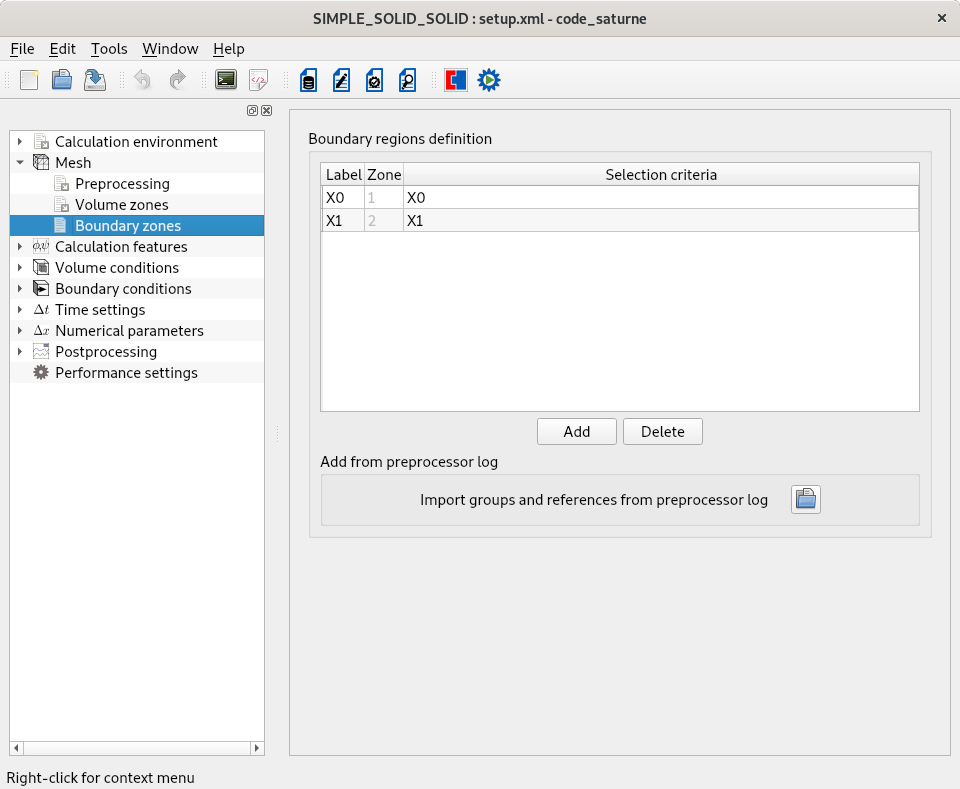 SIMPLE_SOLID_SOLID : setup.xml - code_saturne
File Edit Tools Window Help
Calculation environment
Mesh
Preprocessing
Volume zones
Boundary zones
Calculation features
Volume conditions
Boundary conditions
Δt Time settings
Δx Numerical parameters
Postprocessing
Performance settings
Boundary regions definition
Label Zone Selection criteria
X0 1 X0
X1 2 X1
Add Delete
Add from preprocessor log
Import groups and references from preprocessor log
Right-click for context menu